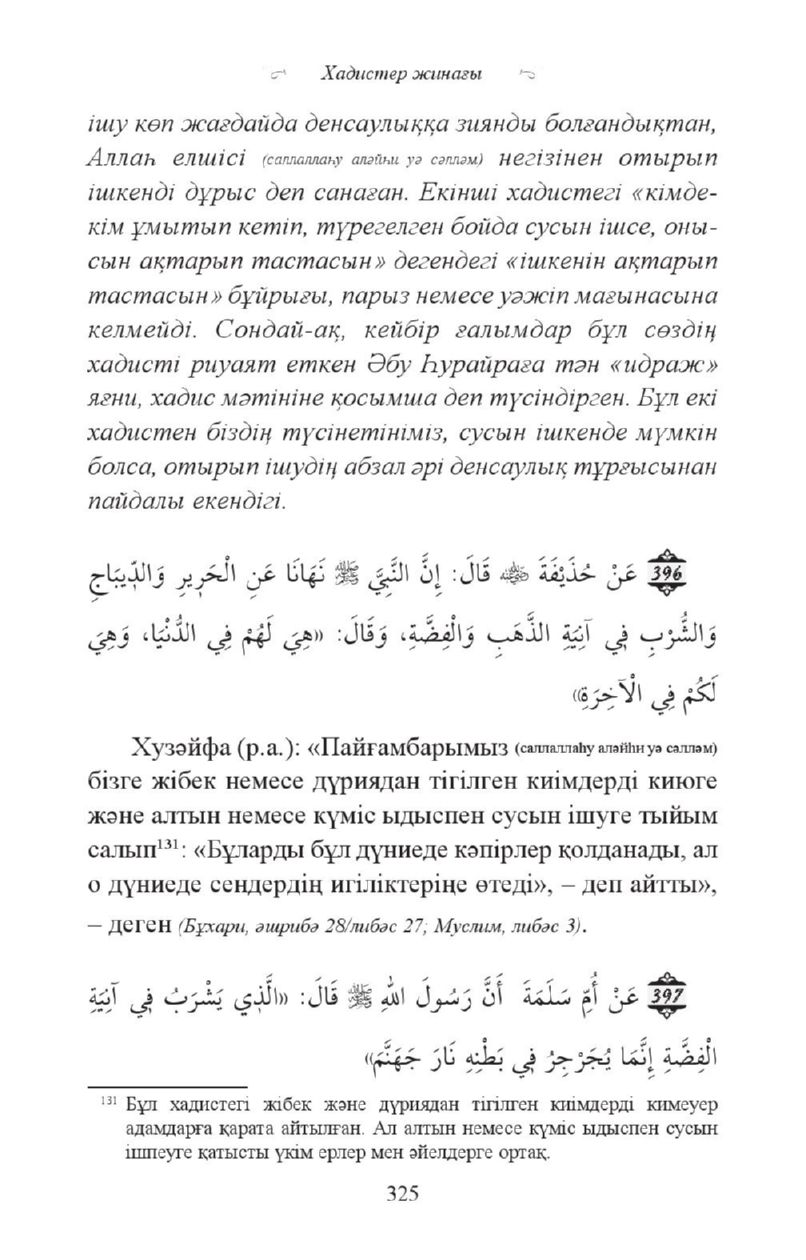 Хадистер жинағы
ішу көп жағдайда денсаулыққа зиянды болғандықтан,
Аллаһ елшісі (саллаллаһу аләйһи уә сәлләм) негізінен отырып
ішкенді дұрыс деп санаған. Екінші хадистегі «кімде-
кім ұмытып кетіп, түрегелген бойда сусын ішсе, оны-
сын ақтарып тастасын» дегендегі «ішкенін ақтарып
тастасын» бұйрығы, парыз немесе уәжіп мағынасына
келмейді. Сондай-ақ, кейбір ғалымдар бұл сөздің
хадисті риуаят еткен Әбу Һурайраға тән «идраж»
яғни, хадис мәтініне қосымша деп түсіндірген. Бұл екі
хадистен біздің түсінетініміз, сусын ішкенде мүмкін
болса, отырып ішудің абзал әрі денсаулық тұрғысынан
пайдалы екендігі.
396 عَنْ حُذَيْفَةَ ﷺ قَالَ: إِنَّ النَّبِيَّ ﷺ نَهَانَا عَنِ الْحَرِيرِ وَالدِّيبَاجِ
وَالشُّرْبِ فِي آنِيَةِ الذَّهَبِ وَالْفِضَّةِ، وَقَالَ: «هِيَ لَهُمْ فِي الدُّنْيَا، وَهِيَ
لَكُمْ فِي الْآخِرَةِ»
Хузәйфа (р.а.): «Пайғамбарымыз (саллаллаһу аләйһи уә сәлләм)
бізге жібек немесе дүриядан тігілген киімдерді киюге
және алтын немесе күміс ыдыспен сусын ішуге тыйым
салып¹³¹: «Бұларды бұл дүниеде кәпірлер қолданады, ал
о дүниеде сендердің игіліктеріңе өтеді», – деп айтты»,
– деген (Бұхари, әшрибә 28/либәс 27; Муслим, либәс 3).
397 عَنْ أُمِّ سَلَمَةَ أَنَّ رَسُولَ اللهِ ﷺ قَالَ: «الَّذِي يَشْرَبُ فِي آنِيَةِ
الْفِضَّةِ إِنَّمَا يُجَرْجِرُ فِي بَطْنِهِ نَارَ جَهَنَّمَ»
¹³¹ Бұл хадистегі жібек және дүриядан тігілген киімдерді кимеуер
адамдарға қарата айтылған. Ал алтын немесе күміс ыдыспен сусын
ішпеуге қатысты үкім ерлер мен әйелдерге ортақ.
325